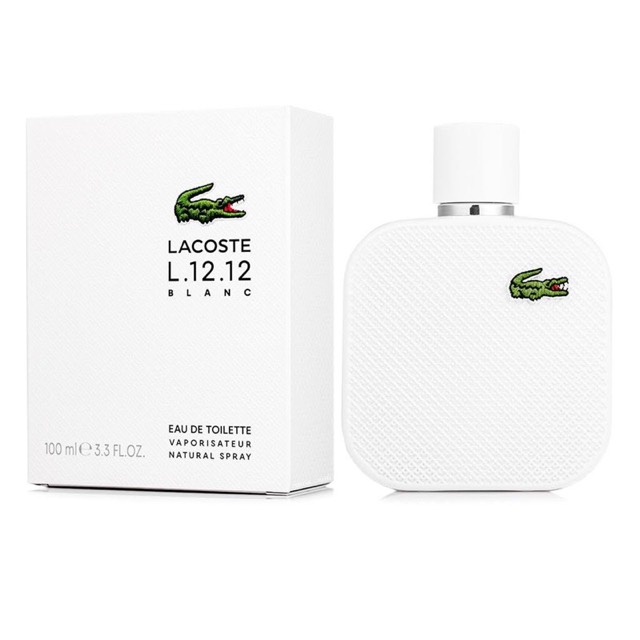 LACOSTE
L.12.12
BLANC
EAU DE TOILETTE
VAPORISATEUR
NATURAL SPRAY
100 ml ℮ 3.3 FL.OZ.